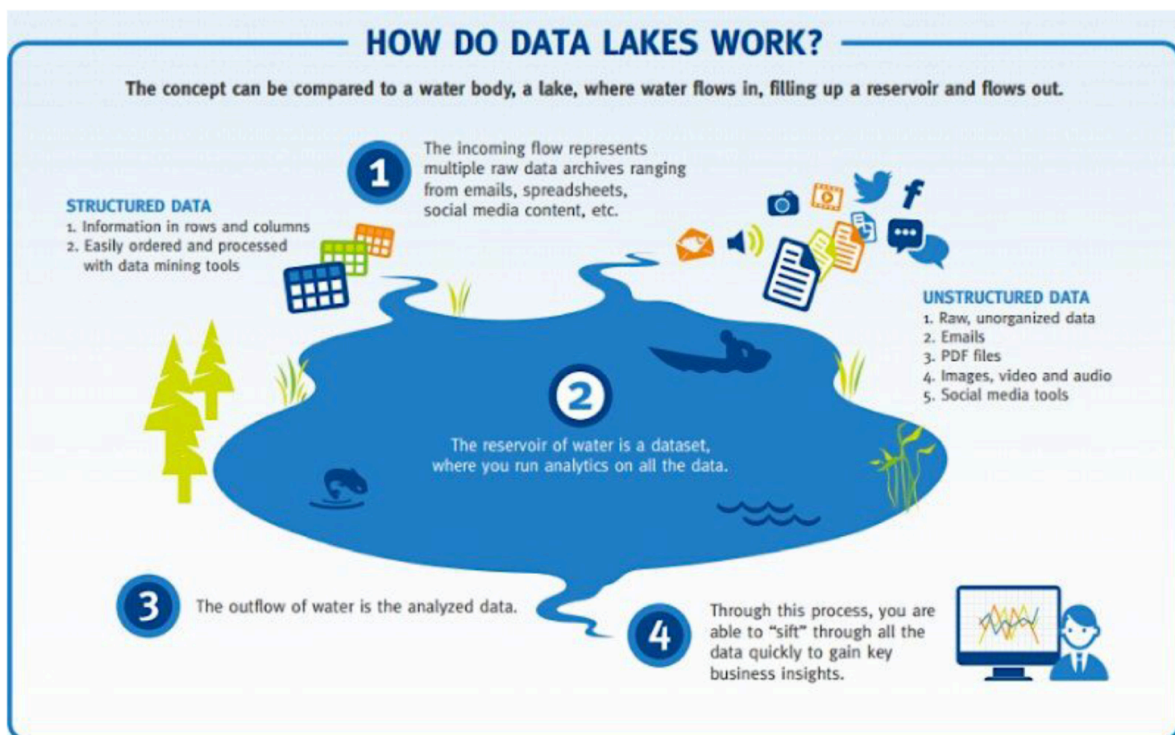 HOW DO DATA LAKES WORK?
The concept can be compared to a water body, a lake, where water flows in, filling up a reservoir and flows out.
1
The incoming flow represents
multiple raw data archives ranging
from emails, spreadsheets,
social media content, etc.
STRUCTURED DATA
1. Information in rows and columns
2. Easily ordered and processed
with data mining tools
UNSTRUCTURED DATA
1. Raw, unorganized data
2. Emails
3. PDF files
4. Images, video and audio
5. Social media tools
2
The reservoir of water is a dataset,
where you run analytics on all the data.
3
The outflow of water is the analyzed data.
4
Through this process, you are
able to “sift” through all the
data quickly to gain key
business insights.